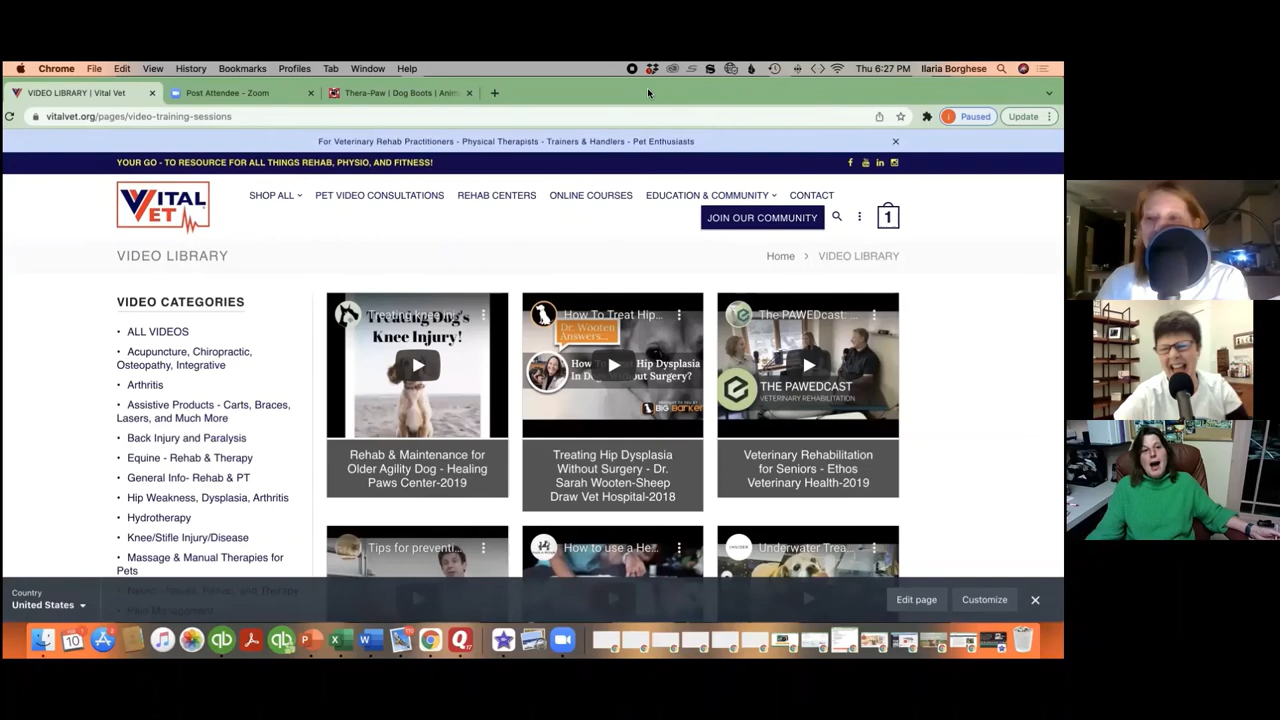 Chrome File Edit View History Bookmarks Profiles Tab Window Help
Thu 6:27 PM Ilaria Borghese
VIDEO LIBRARY | Vital Vet
Post Attendee - Zoom
Thera-Paw | Dog Boots | Anim
vitalvet.org/pages/video-training-sessions
Paused
Update
For Veterinary Rehab Practitioners - Physical Therapists - Trainers & Handlers - Pet Enthusiasts
YOUR GO - TO RESOURCE FOR ALL THINGS REHAB, PHYSIO, AND FITNESS!
VITAL
VET
SHOP ALL PET VIDEO CONSULTATIONS REHAB CENTERS ONLINE COURSES EDUCATION & COMMUNITY CONTACT
JOIN OUR COMMUNITY
1
VIDEO LIBRARY
Home > VIDEO LIBRARY
VIDEO CATEGORIES
• ALL VIDEOS
• Acupuncture, Chiropractic,
Osteopathy, Integrative
• Arthritis
• Assistive Products - Carts, Braces,
Lasers, and Much More
• Back Injury and Paralysis
• Equine - Rehab & Therapy
• General Info- Rehab & PT
• Hip Weakness, Dysplasia, Arthritis
• Hydrotherapy
• Knee/Stifle Injury/Disease
• Massage & Manual Therapies for
Pets
Pain Management
Knee Injury!
Rehab & Maintenance for
Older Agility Dog - Healing
Paws Center-2019
How To Treat Hip...
Dr. Wooten
Answers...
In Dogs Without Surgery?
BIG BARKER
Treating Hip Dysplasia
Without Surgery - Dr.
Sarah Wooten-Sheep
Draw Vet Hospital-2018
The PAWEDcast: ...
THE PAWEDCAST
VETERINARY REHABILITATION
Veterinary Rehabilitation
for Seniors - Ethos
Veterinary Health-2019
Tips for preventi...
How to use a He...
Underwater Trea...
Country
United States
Edit page
Customize